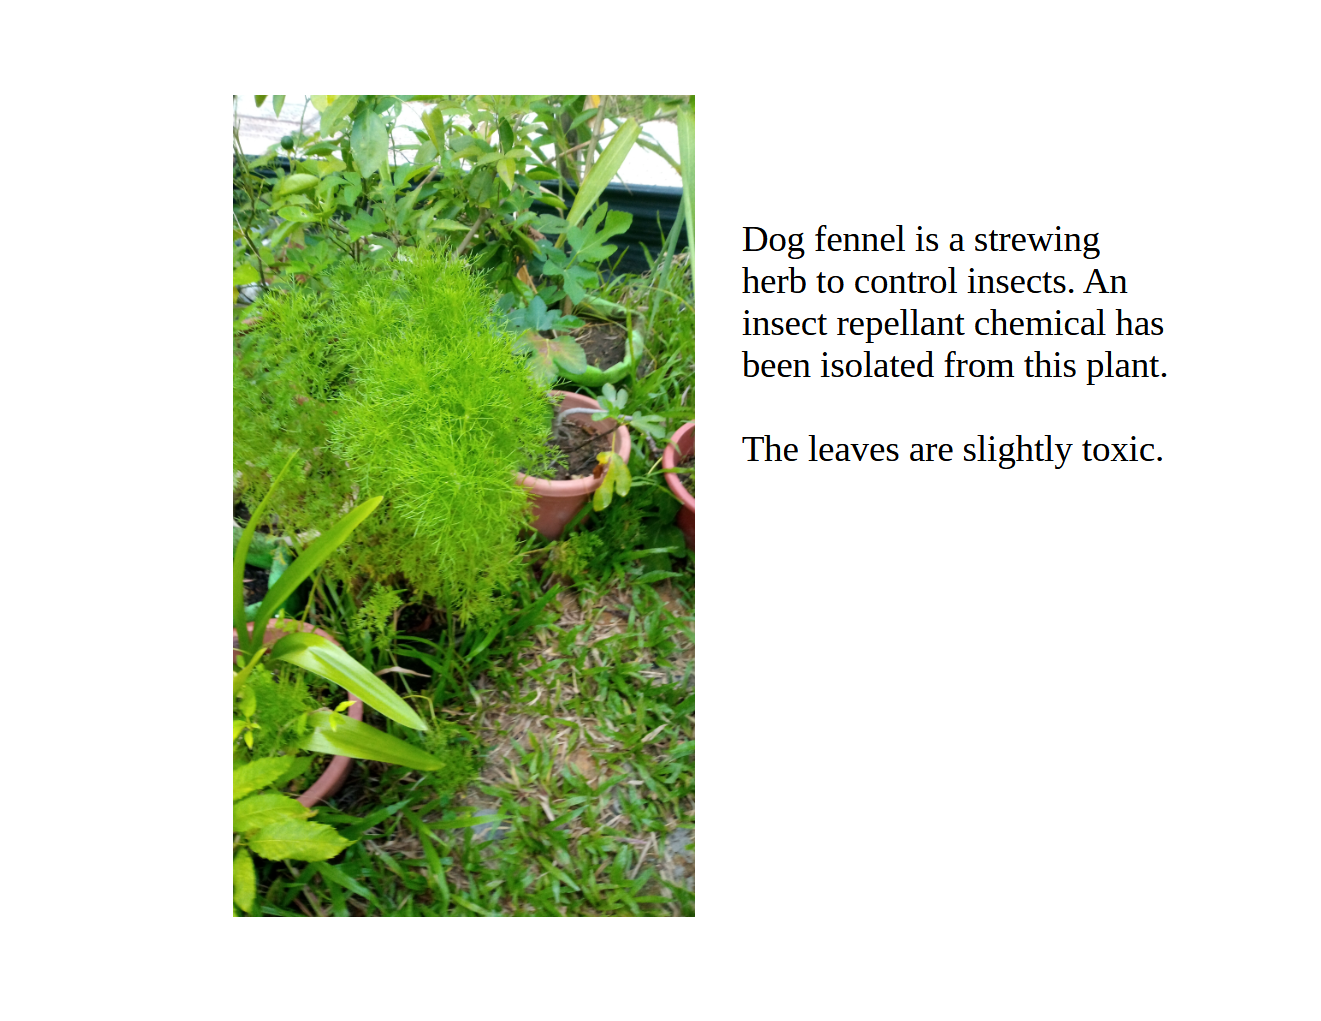 Dog fennel is a strewing
herb to control insects. An
insect repellant chemical has
been isolated from this plant.
The leaves are slightly toxic.